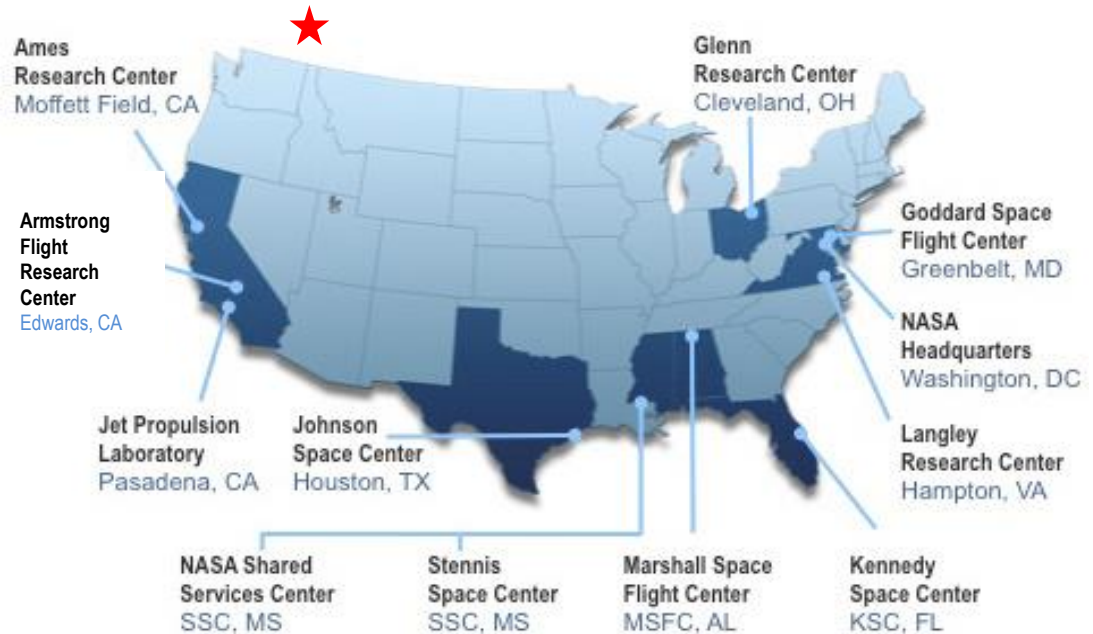 Ames
Research Center
Moffett Field, CA
Glenn
Research Center
Cleveland, OH
Armstrong
Flight
Research
Center
Edwards, CA
Goddard Space
Flight Center
Greenbelt, MD
NASA
Headquarters
Washington, DC
Jet Propulsion
Laboratory
Pasadena, CA
Johnson
Space Center
Houston, TX
Langley
Research Center
Hampton, VA
NASA Shared
Services Center
SSC, MS
Stennis
Space Center
SSC, MS
Marshall Space
Flight Center
MSFC, AL
Kennedy
Space Center
KSC, FL